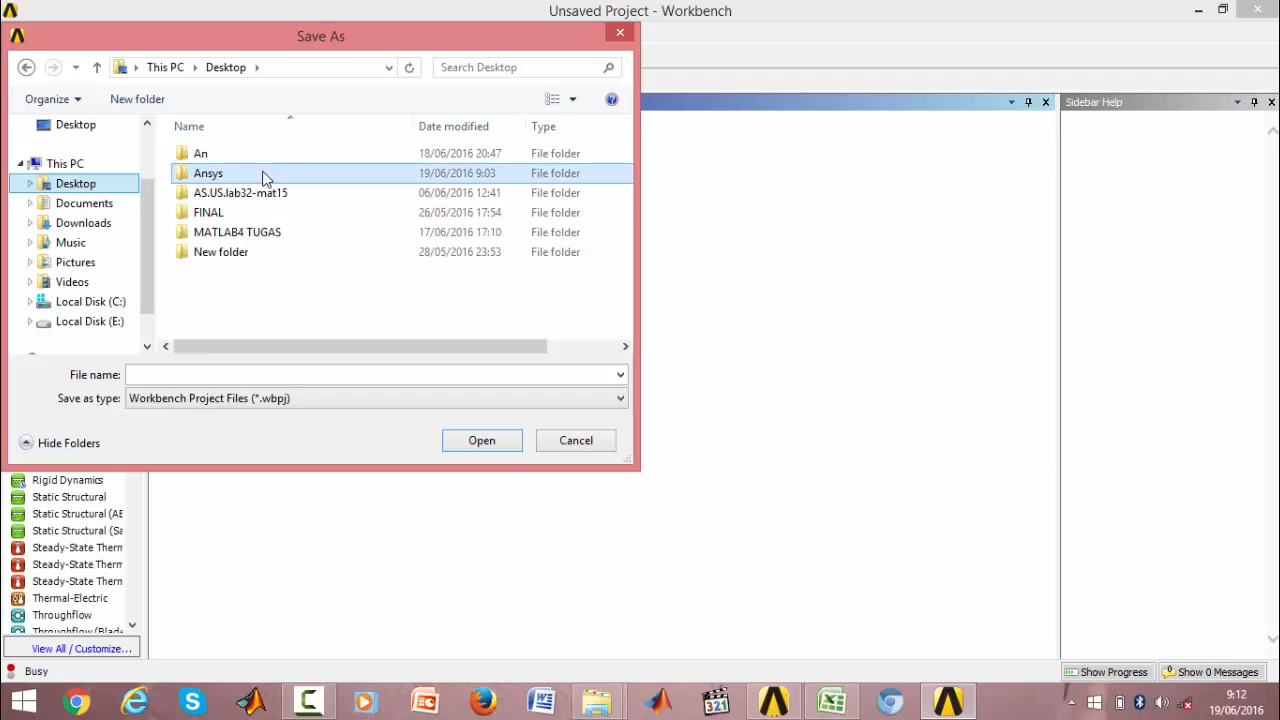 Unsaved Project - Workbench
Save As
This PC
Desktop
Search Desktop
Organize
New folder
Sidebar Help
Name
Date modified
Type
Desktop
This PC
Desktop
Documents
Downloads
Music
Pictures
Videos
Local Disk (C:)
Local Disk (E:)
An 18/06/2016 20:47 File folder
Ansys 19/06/2016 9:03 File folder
AS.US.lab32-mat15 06/06/2016 12:41 File folder
FINAL 26/05/2016 17:54 File folder
MATLAB4 TUGAS 17/06/2016 17:10 File folder
New folder 28/05/2016 23:53 File folder
File name:
Save as type: Workbench Project Files (*.wbpj)
Hide Folders
Open
Cancel
Rigid Dynamics
Static Structural
Static Structural (AE
Static Structural (Sa
Steady-State Therm
Steady-State Therm
Steady-State Therm
Thermal-Electric
Throughflow
Throughflow (Blade
View All / Customize...
Busy
Show Progress
Show 0 Messages
321
9:12
19/06/2016